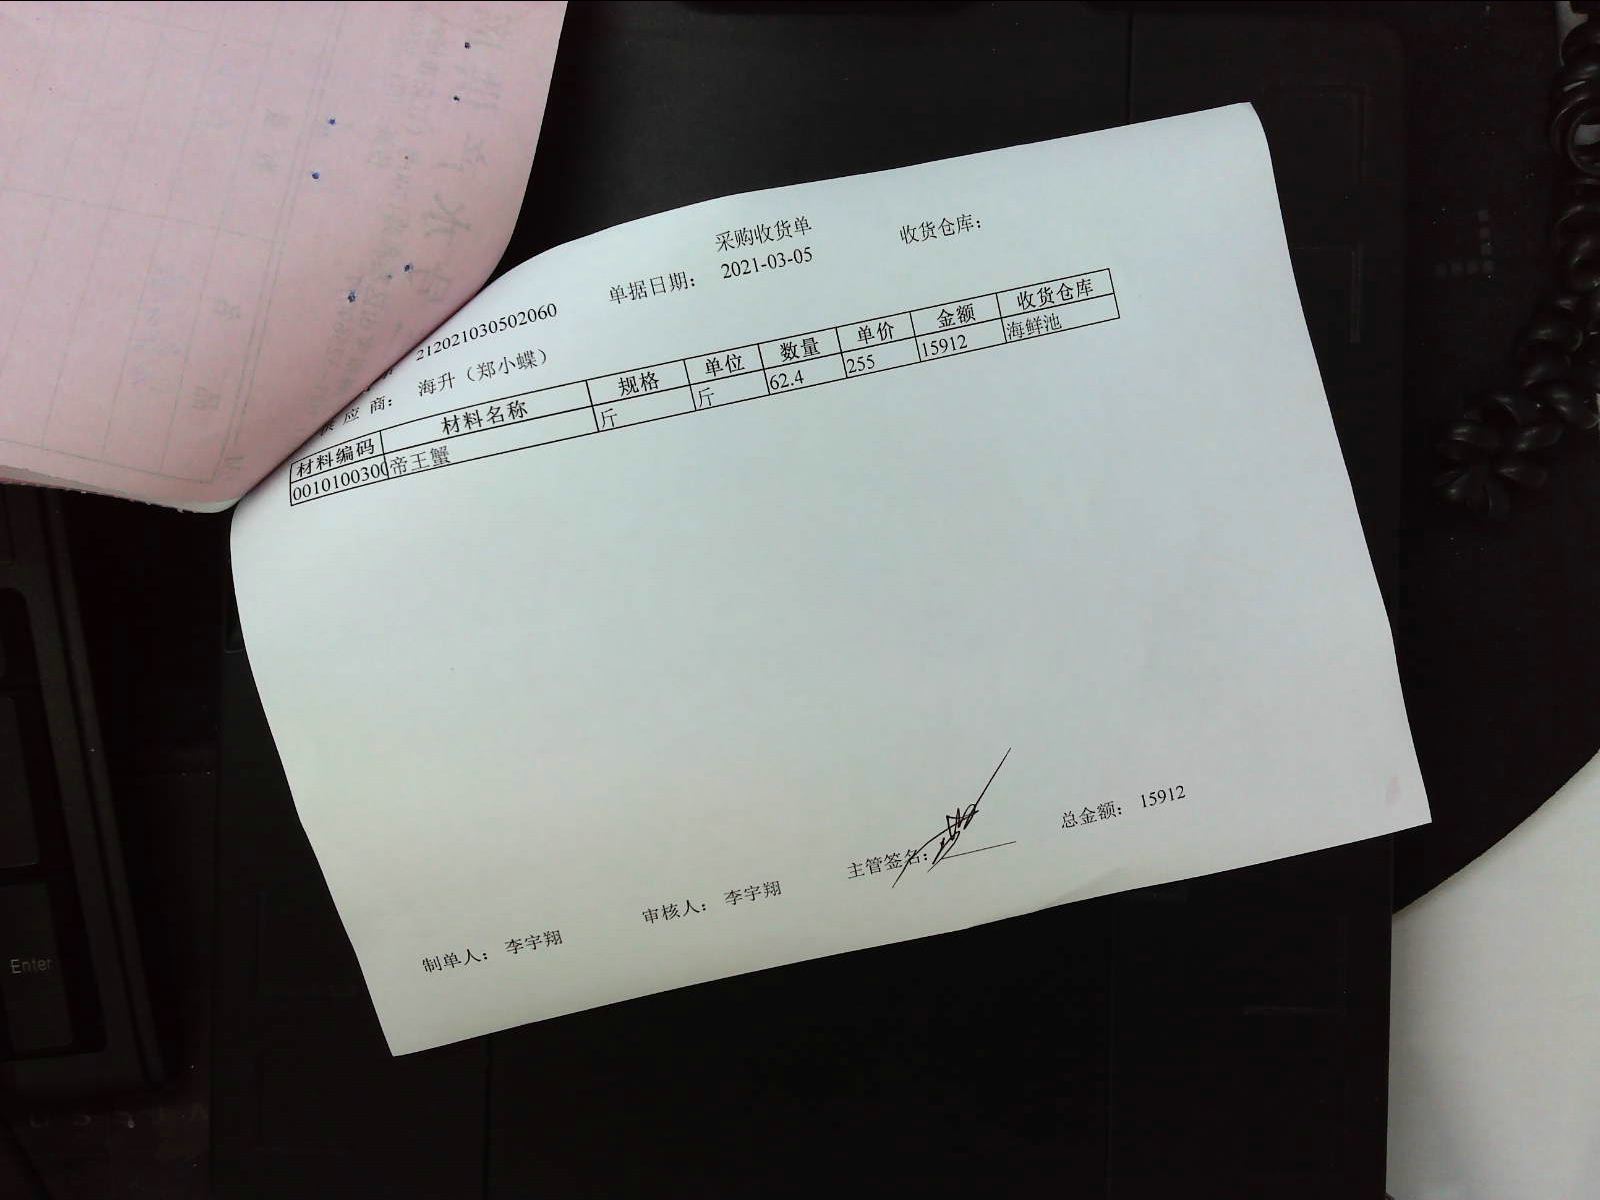 采购收货单
收货仓库：
212021030502060
单据日期： 2021-03-05
应 商： 海升（郑小蝶）
材料编码 材料名称 规格 单位 数量 单价 金额 收货仓库
0010100300 帝王蟹 斤 斤 62.4 255 15912 海鲜池
制单人： 李宇翔 审核人： 李宇翔 主管签名： 总金额： 15912
Enter